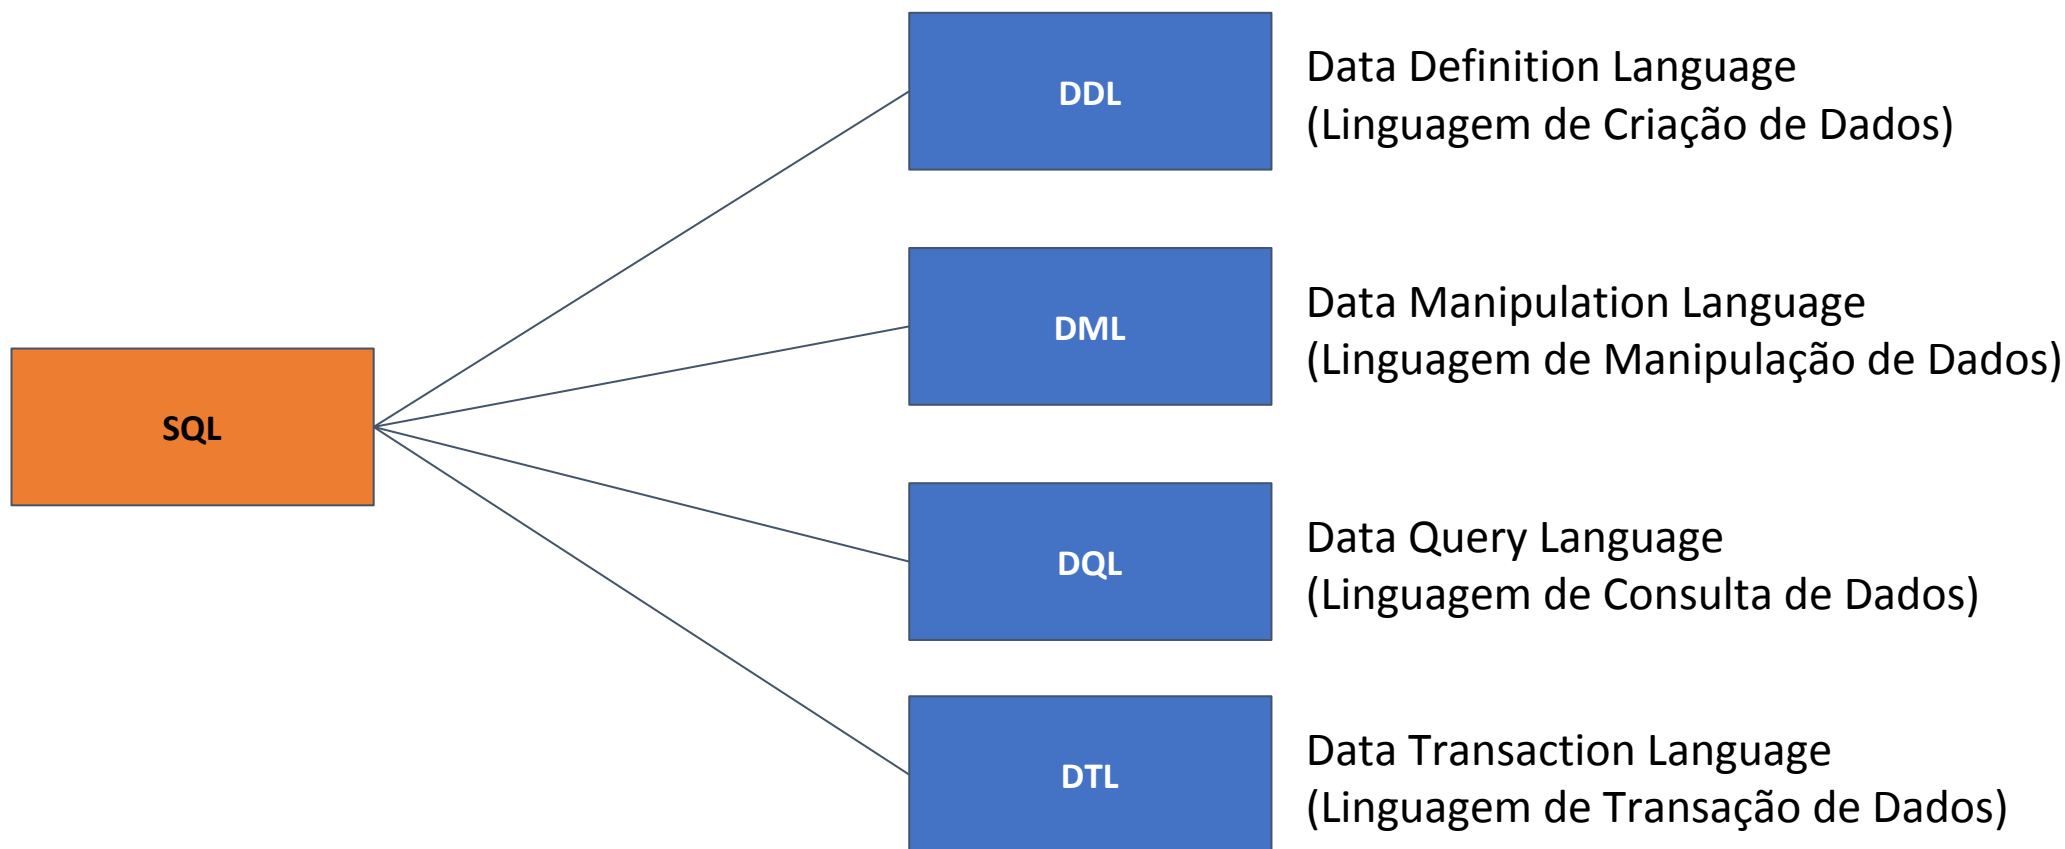 DDL
Data Definition Language
(Linguagem de Criação de Dados)
DML
Data Manipulation Language
(Linguagem de Manipulação de Dados)
SQL
DQL
Data Query Language
(Linguagem de Consulta de Dados)
DTL
Data Transaction Language
(Linguagem de Transação de Dados)